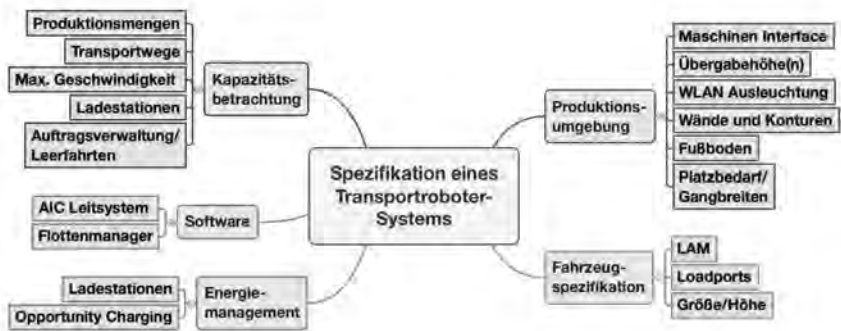 Produktionsmengen
Transportwege
Max. Geschwindigkeit
Ladestationen
Auftragsverwaltung/
Leerfahrten
Kapazitäts-
betrachtung
AIC Leitsystem
Flottenmanager
Software
Ladestationen
Opportunity Charging
Energie-
management
Spezifikation eines
Transportroboter-
Systems
Produktions-
umgebung
Maschinen Interface
Übergabehöhe(n)
WLAN Ausleuchtung
Wände und Konturen
Fußboden
Platzbedarf/
Gangbreiten
Fahrzeug-
spezifikation
LAM
Loadports
Größe/Höhe